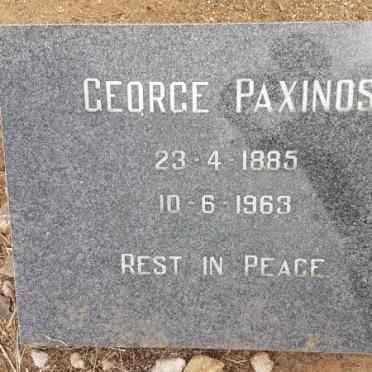 GEORGE PAXINOS
23-4-1885
10-6-1963
REST IN PEACE